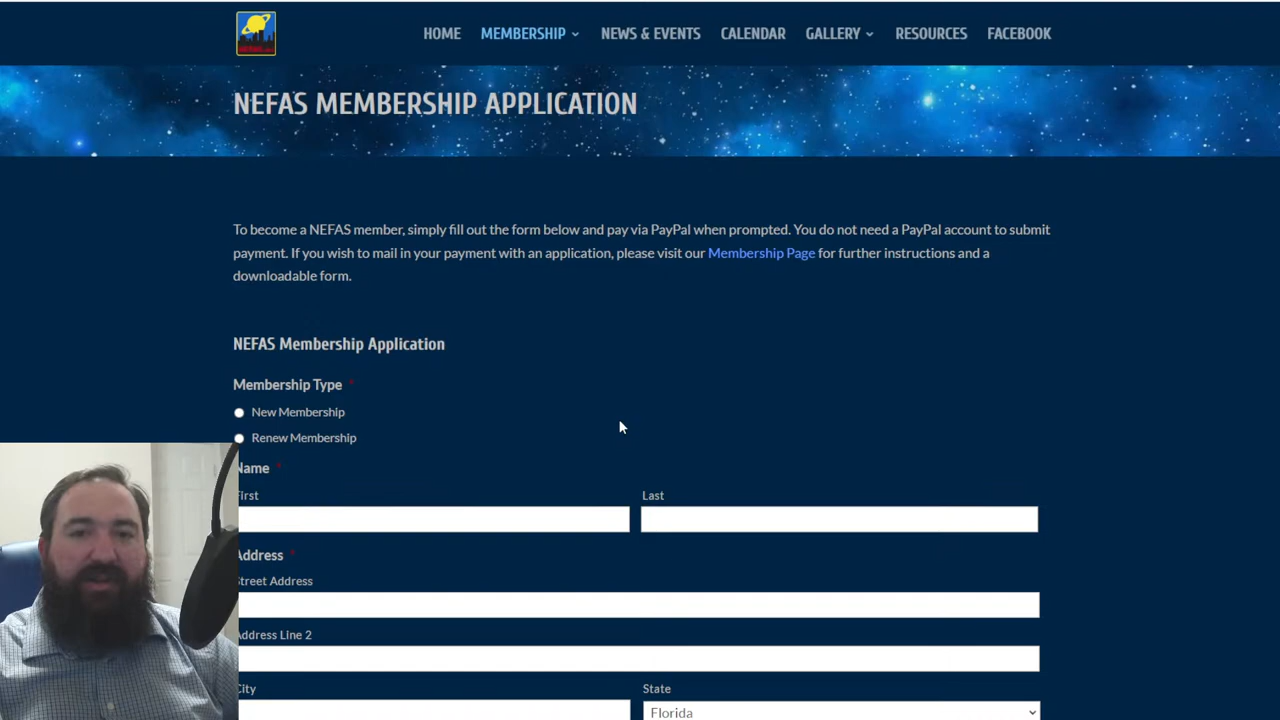 HOME MEMBERSHIP NEWS & EVENTS CALENDAR GALLERY RESOURCES FACEBOOK
NEFAS MEMBERSHIP APPLICATION
To become a NEFAS member, simply fill out the form below and pay via PayPal when prompted. You do not need a PayPal account to submit
payment. If you wish to mail in your payment with an application, please visit our Membership Page for further instructions and a
downloadable form.
NEFAS Membership Application
Membership Type *
New Membership
Renew Membership
Name *
First Last
Address *
Street Address
Address Line 2
City State
Florida